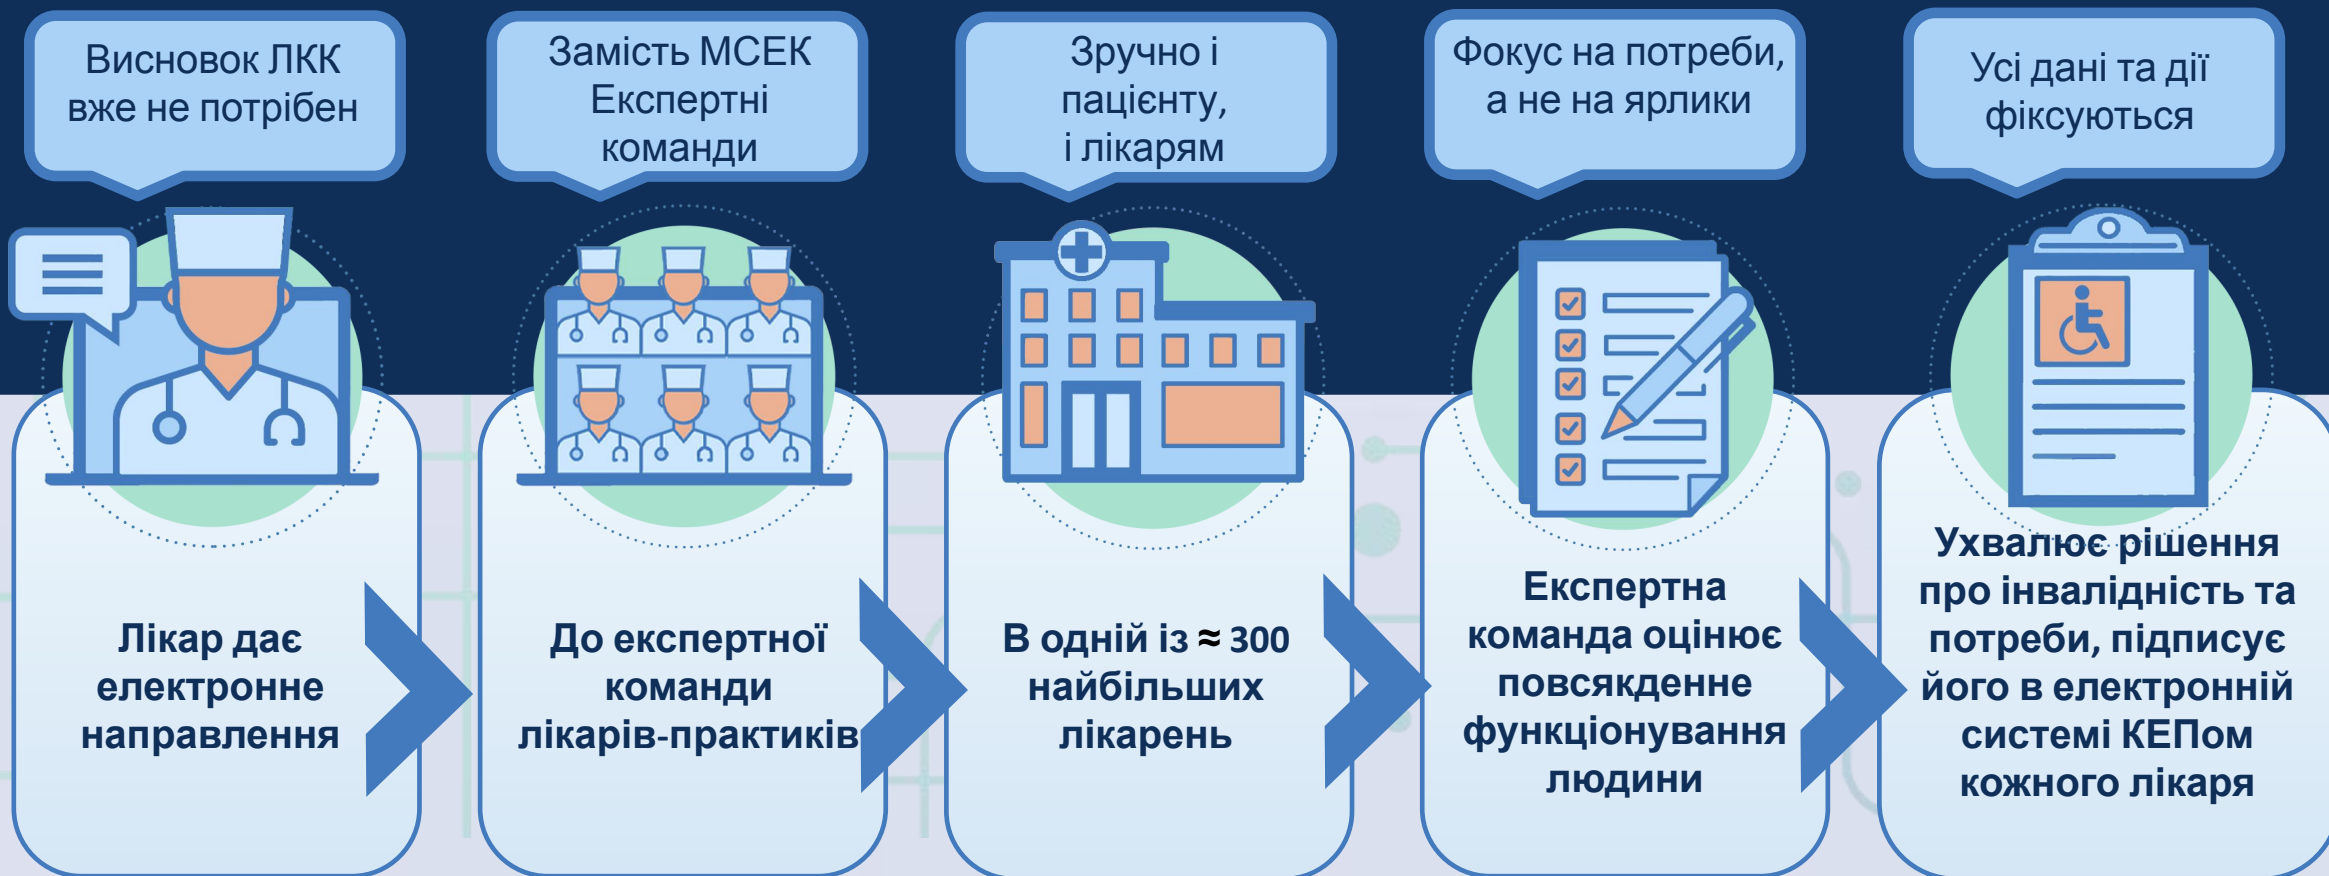 Висновок ЛКК
вже не потрібен
Замість МСЕК
Експертні
команди
Зручно і
пацієнту,
і лікарям
Фокус на потреби,
а не на ярлики
Усі дані та дії
фіксуються
Лікар дає
електронне
направлення
До експертної
команди
лікарів-практиків
В одній із ≈ 300
найбільших
лікарень
Експертна
команда оцінює
повсякденне
функціонування
людини
Ухвалює рішення
про інвалідність та
потреби, підписує
його в електронній
системі КЕПом
кожного лікаря